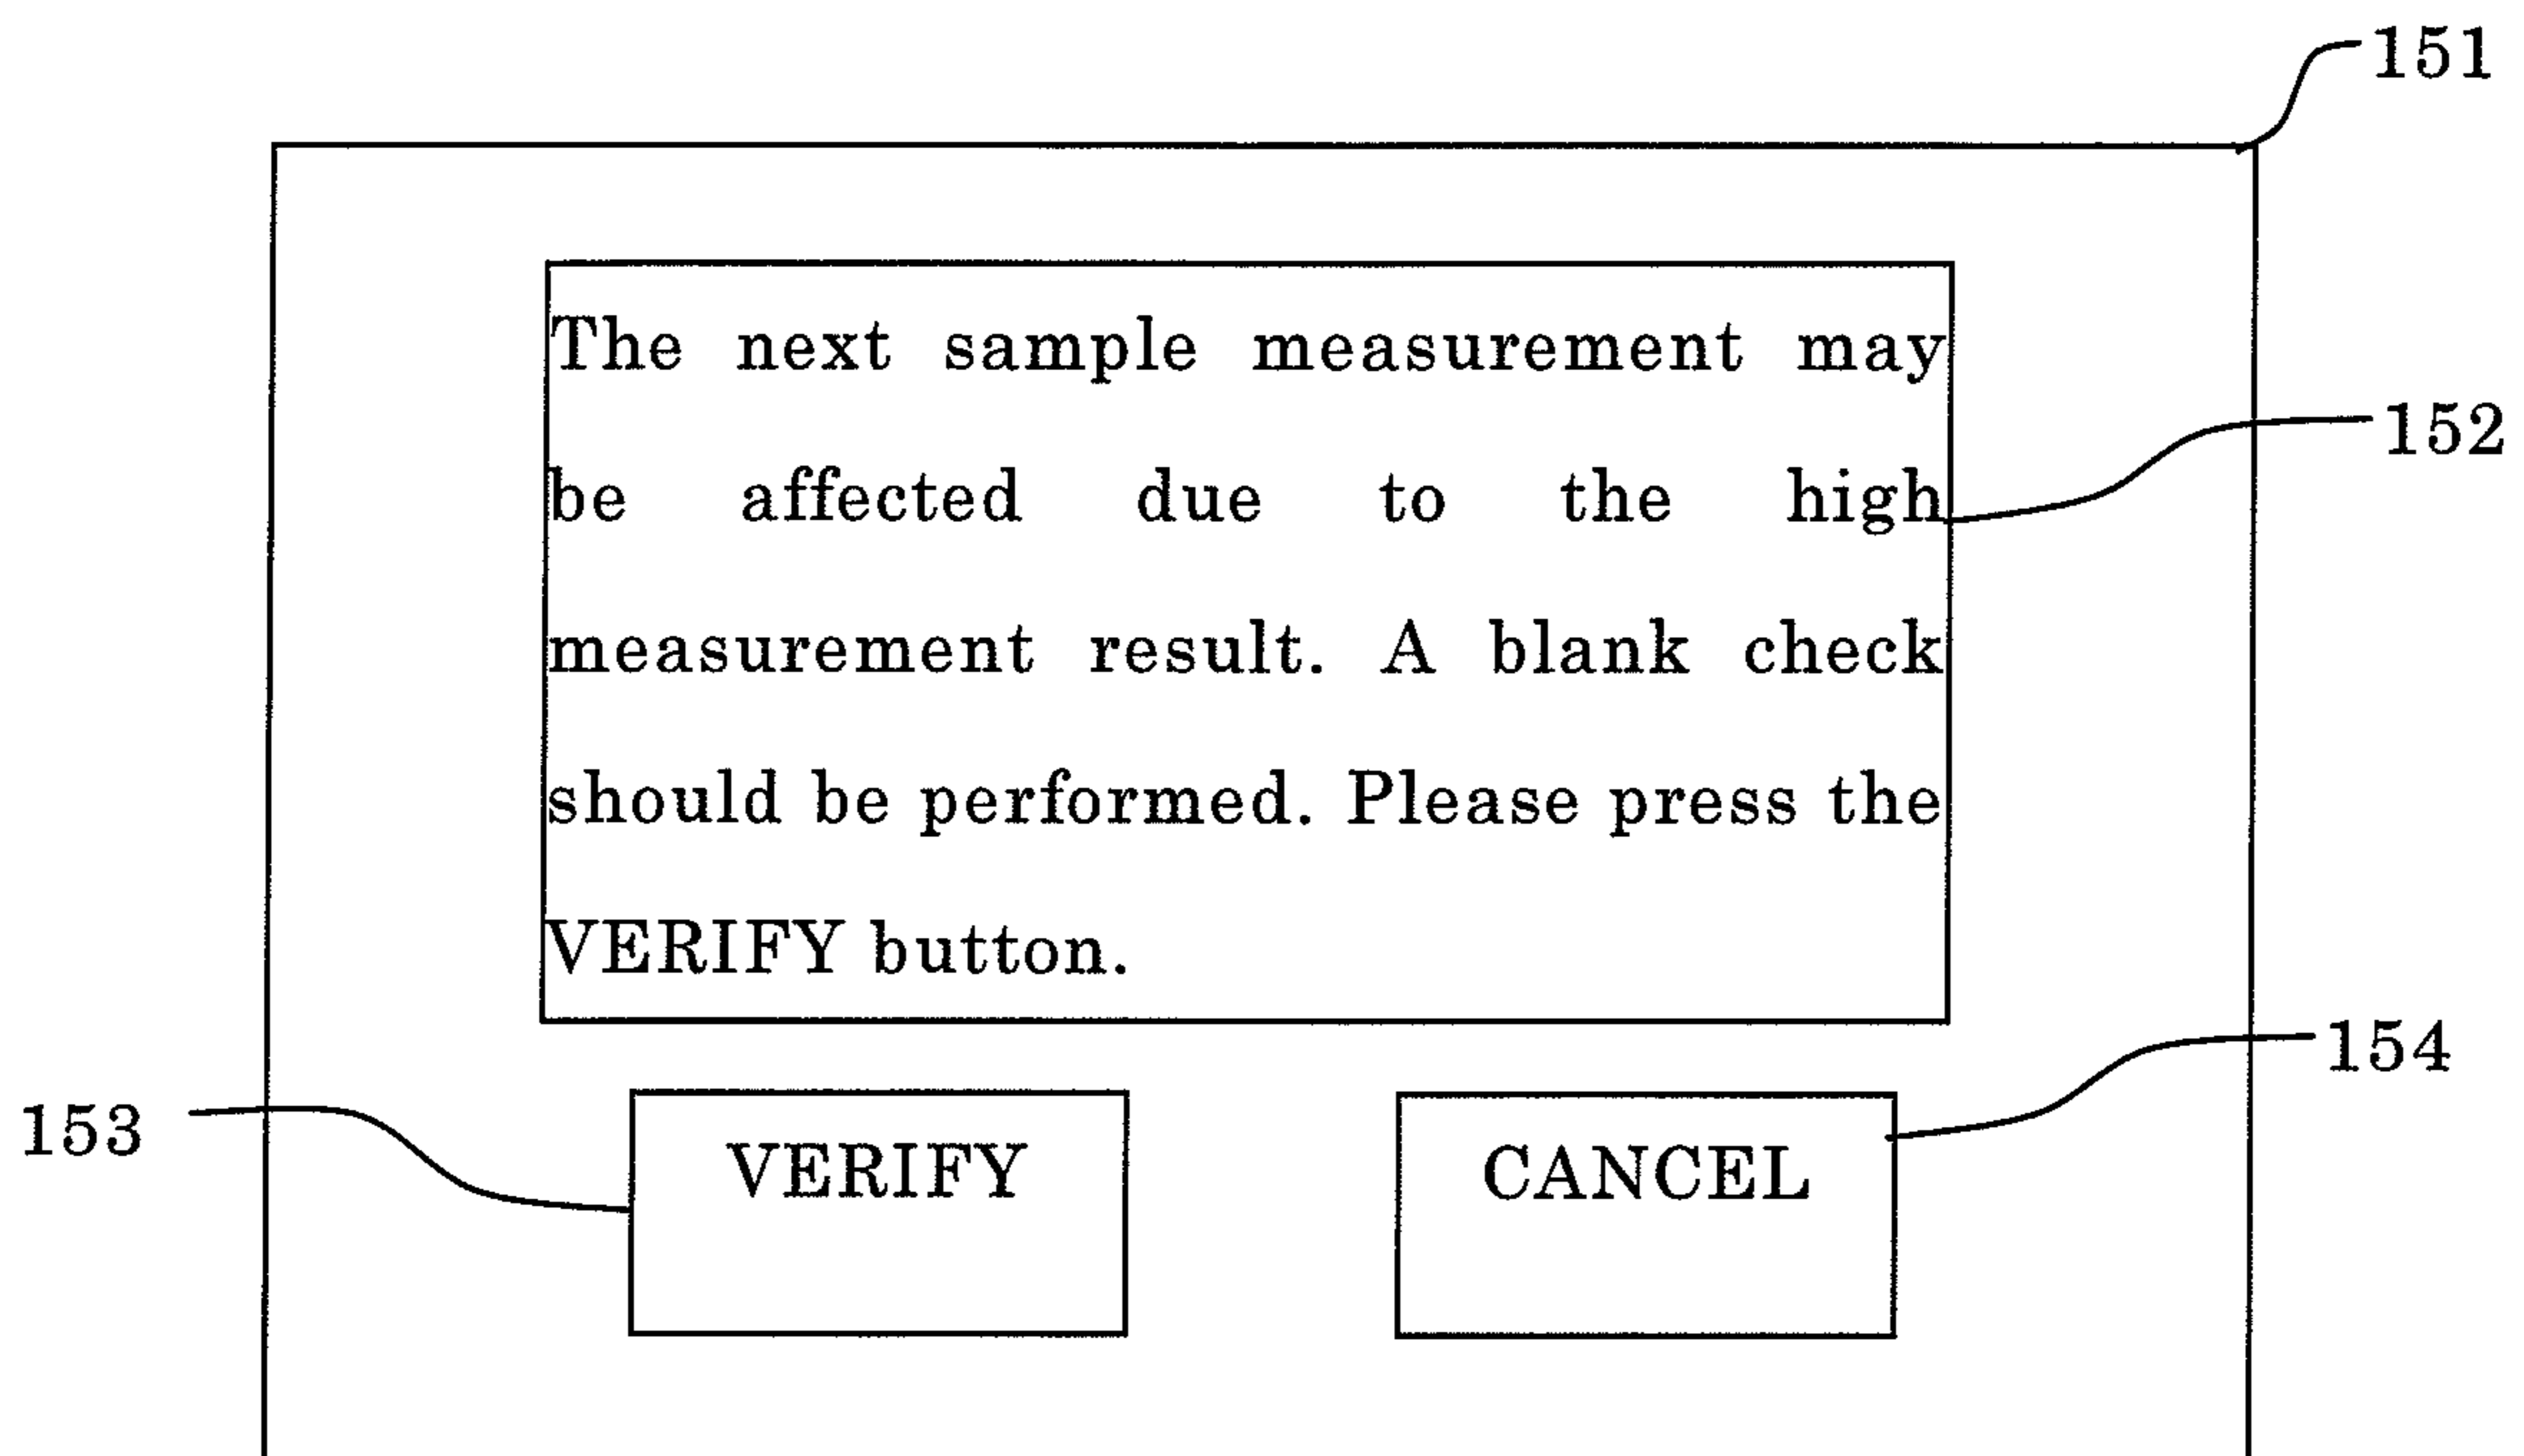 151
The next sample measurement may
be affected due to the high
152
measurement result. A blank check
should be performed. Please press the
VERIFY button.
154
153
VERIFY
CANCEL